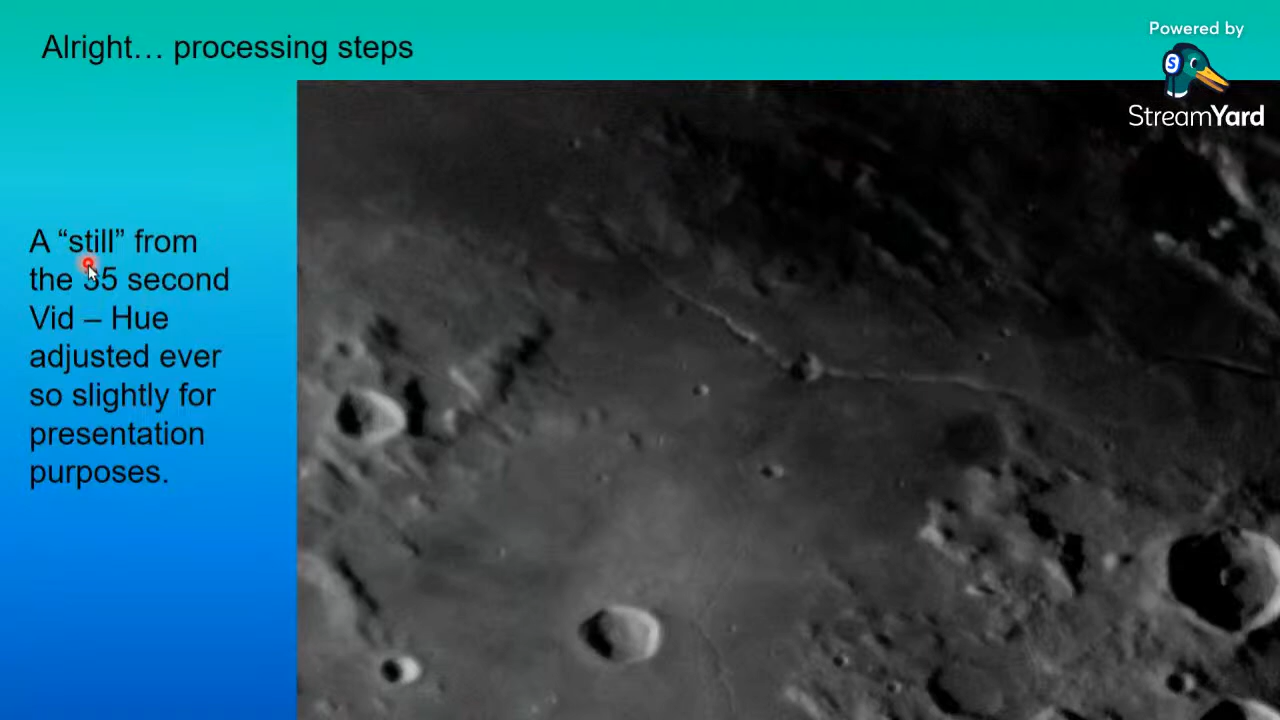 Alright… processing steps
Powered by
S
StreamYard
A “still” from
the 35 second
Vid – Hue
adjusted ever
so slightly for
presentation
purposes.